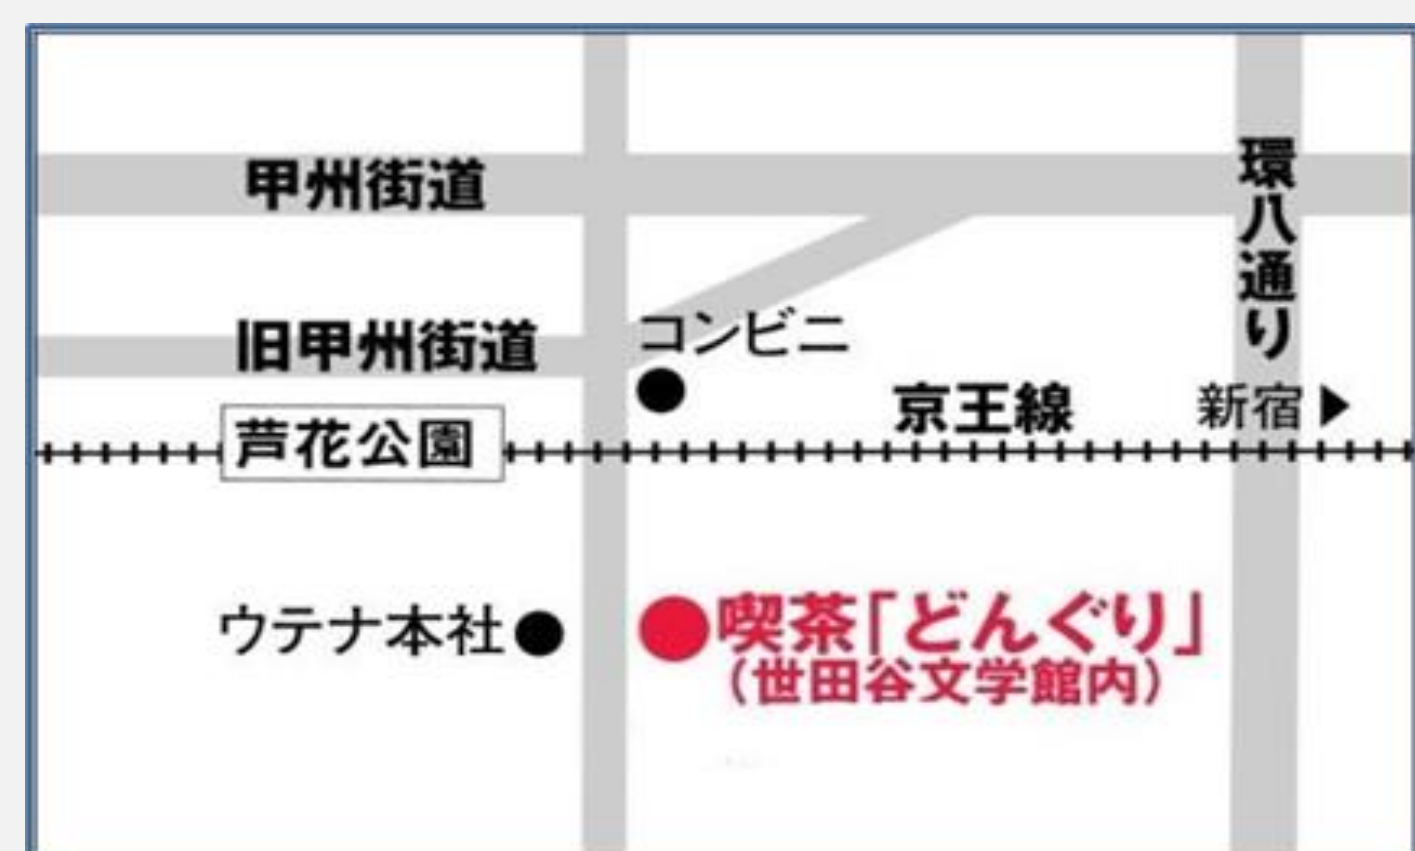 甲州街道
環八通り
旧甲州街道
コンビニ
京王線
新宿▶
芦花公園
ウテナ本社
喫茶「どんぐり」
（世田谷文学館内）